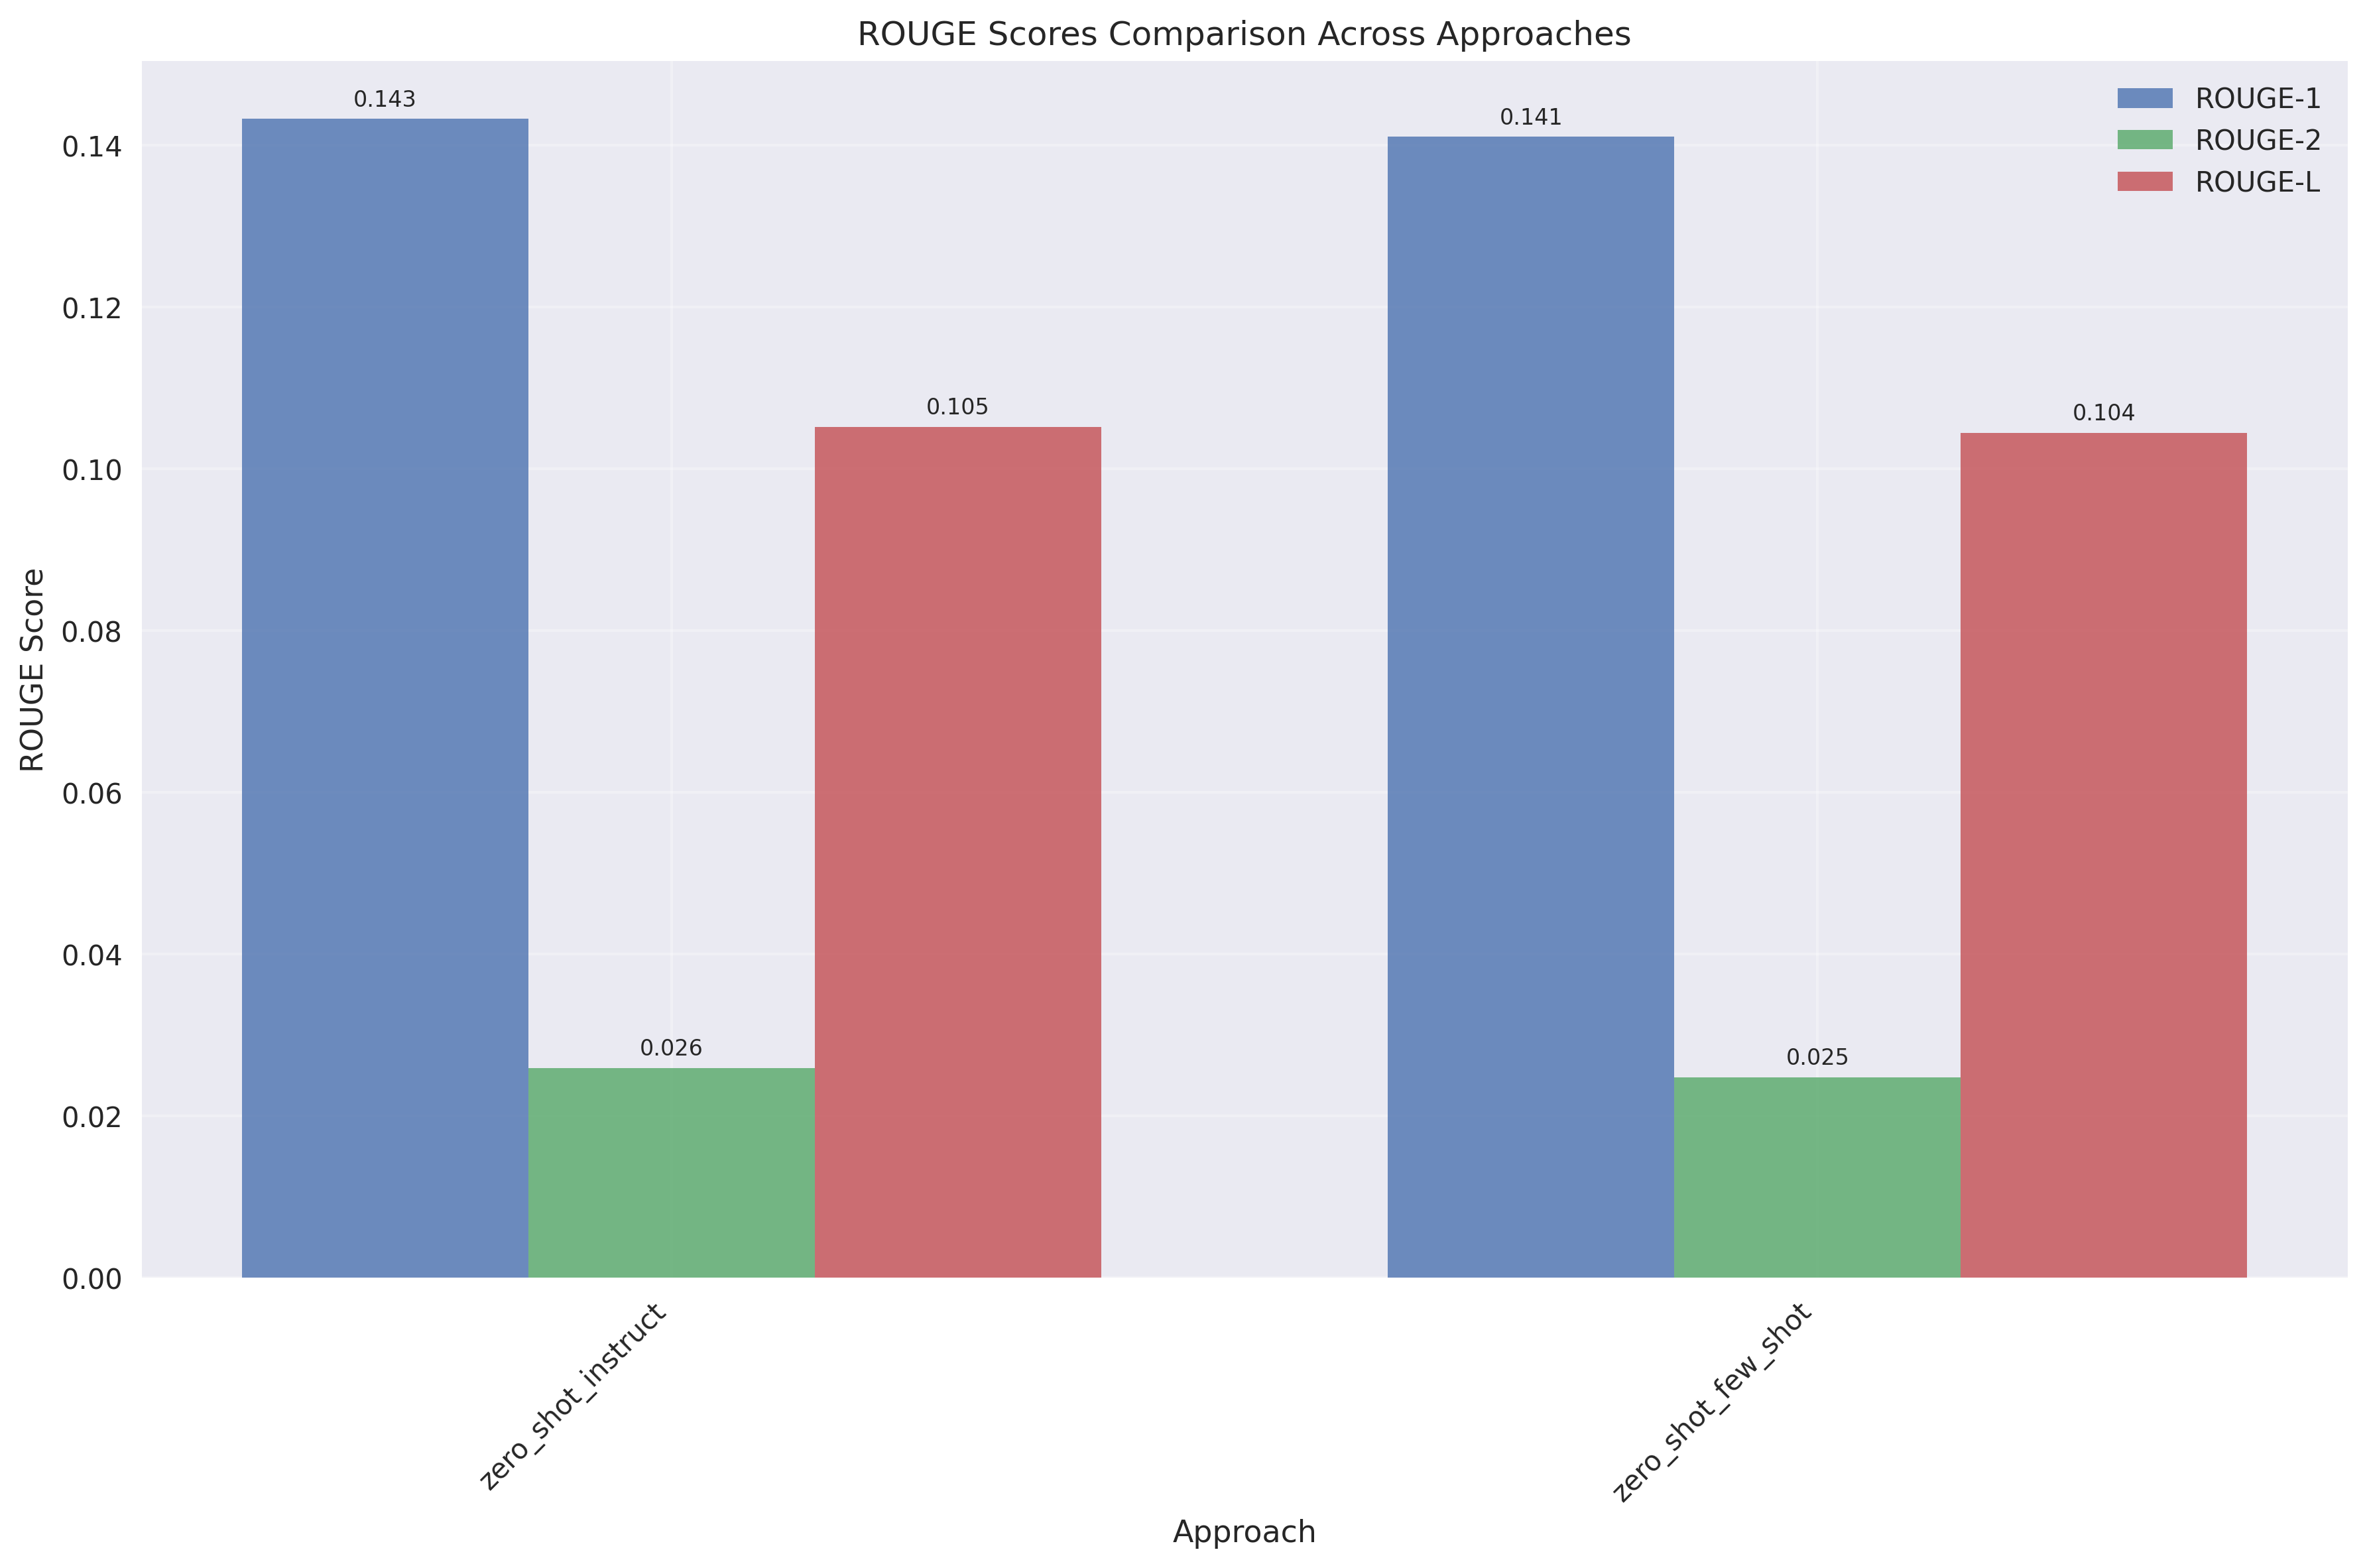 ROUGE Scores Comparison Across Approaches
ROUGE-1
ROUGE-2
ROUGE-L
ROUGE Score
0.14
0.12
0.10
0.08
0.06
0.04
0.02
0.00
0.143
0.026
0.105
0.141
0.025
0.104
zero_shot_instruct
zero_shot_few_shot
Approach